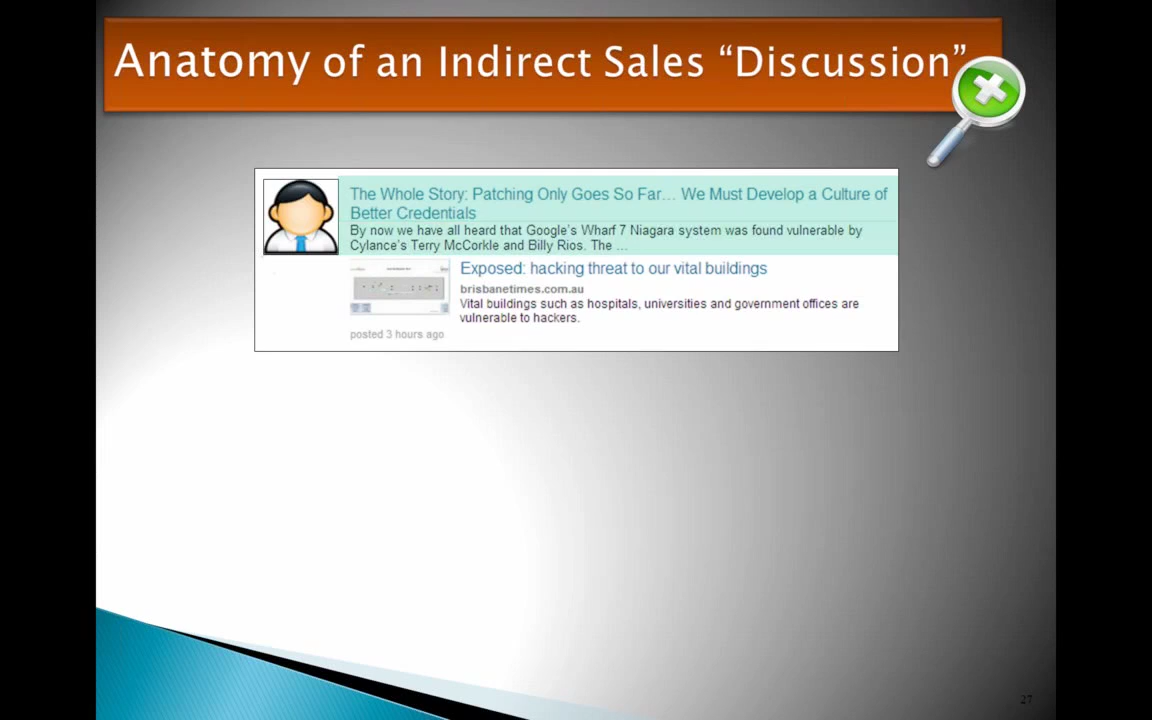 Anatomy of an Indirect Sales “Discussion”
The Whole Story: Patching Only Goes So Far... We Must Develop a Culture of
Better Credentials
By now we have all heard that Google's Wharf 7 Niagara system was found vulnerable by
Cylance's Terry McCorkle and Billy Rios. The ...
Exposed: hacking threat to our vital buildings
brisbanetimes.com.au
Vital buildings such as hospitals, universities and government offices are
vulnerable to hackers.
posted 3 hours ago
27